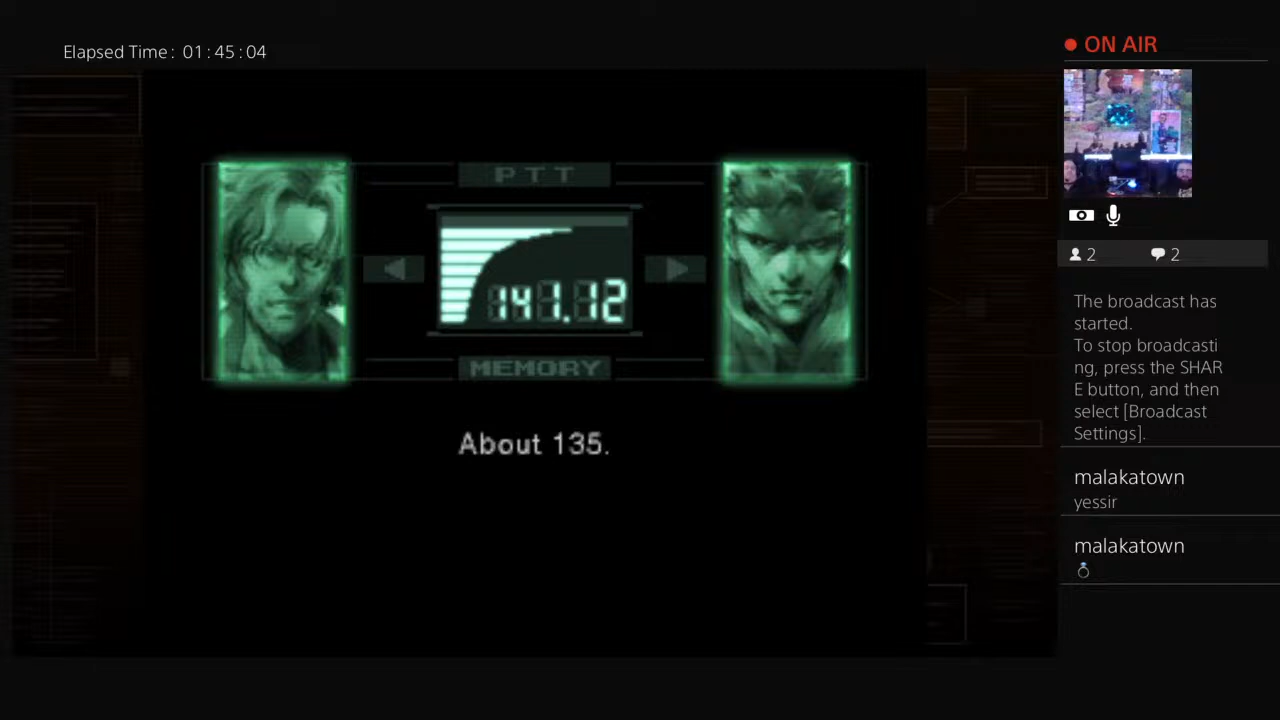 Elapsed Time: 01:45:04
ON AIR
PTT
141.12
MEMORY
About 135.
2
2
The broadcast has
started.
To stop broadcasti
ng, press the SHAR
E button, and then
select [Broadcast
Settings].
malakatown
yessir
malakatown
💍